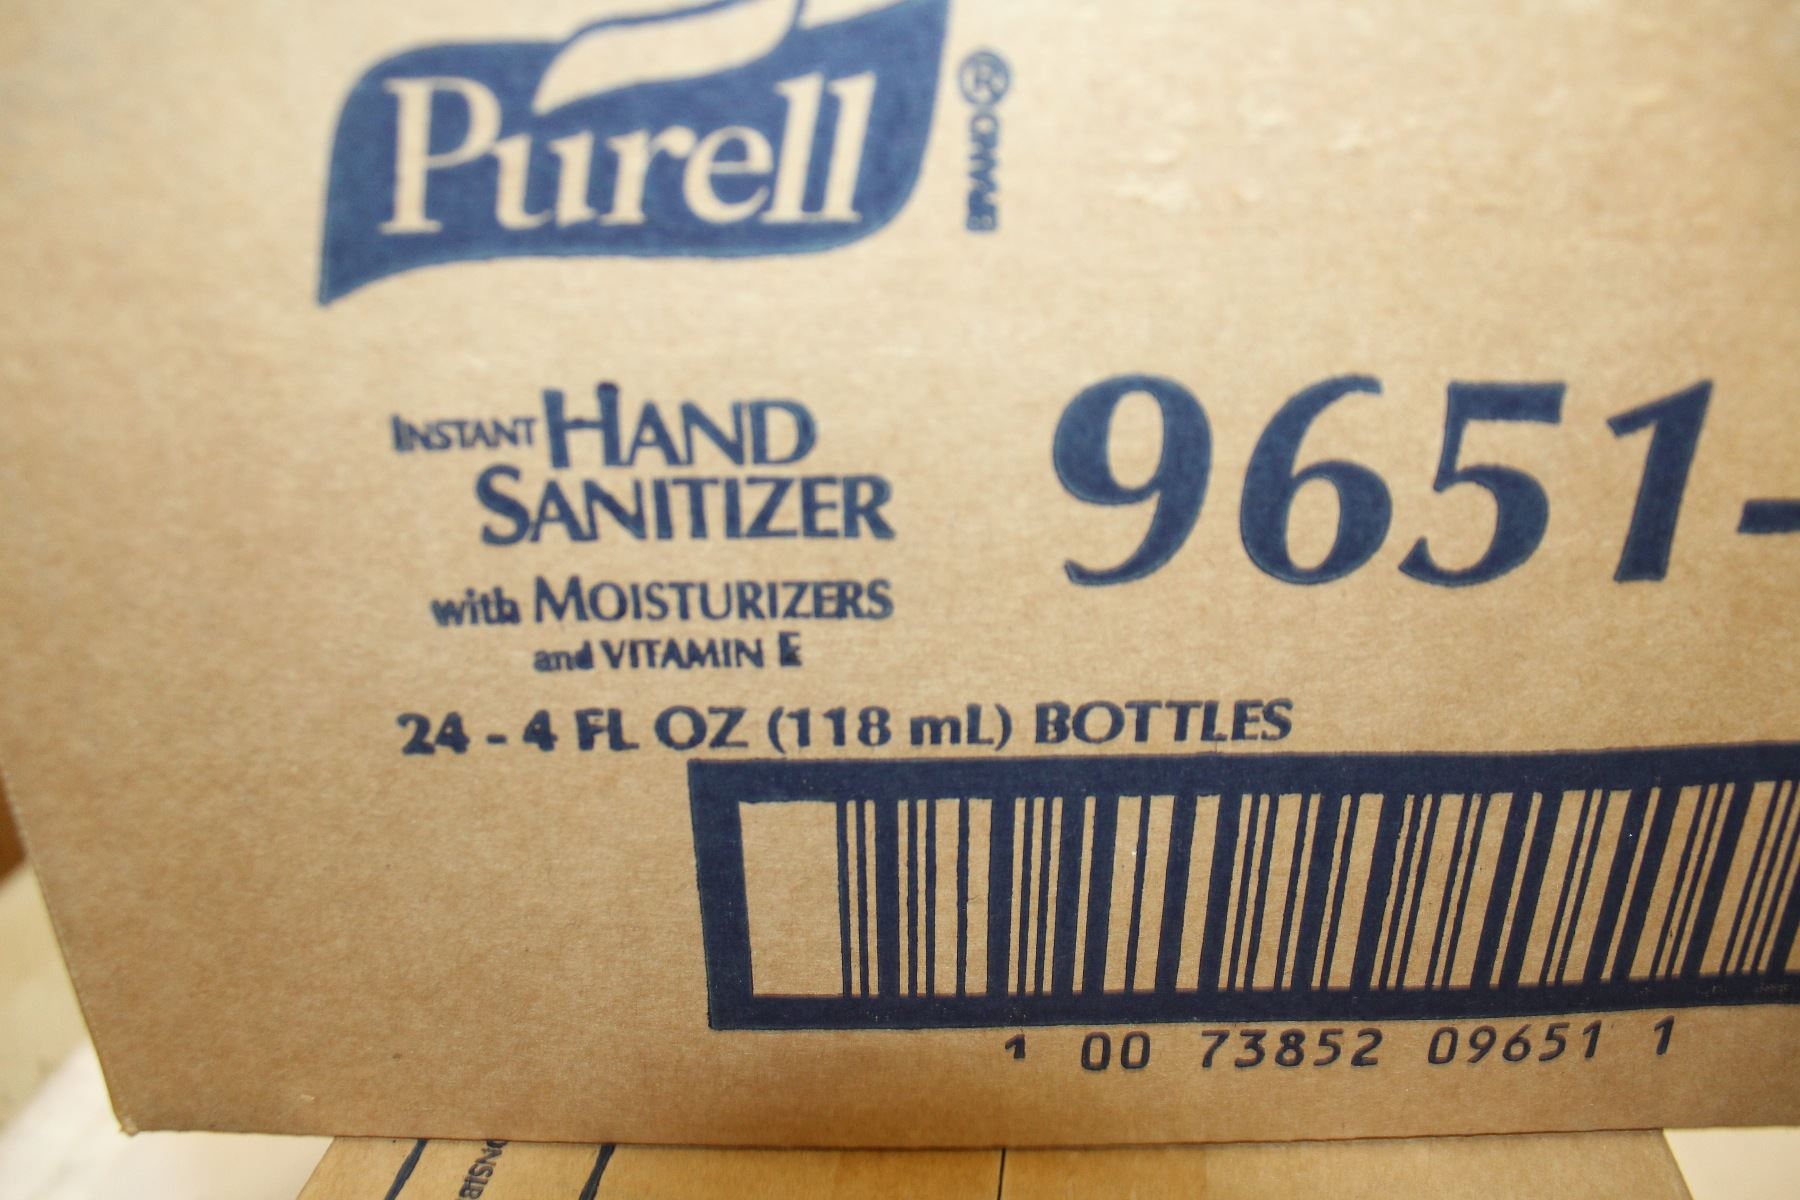 Purell
BRAND®
INSTANT HAND
SANITIZER
with MOISTURIZERS
and VITAMIN E
9651-
24 - 4 FL OZ (118 mL) BOTTLES
1 00 73852 09651 1
ONSIB